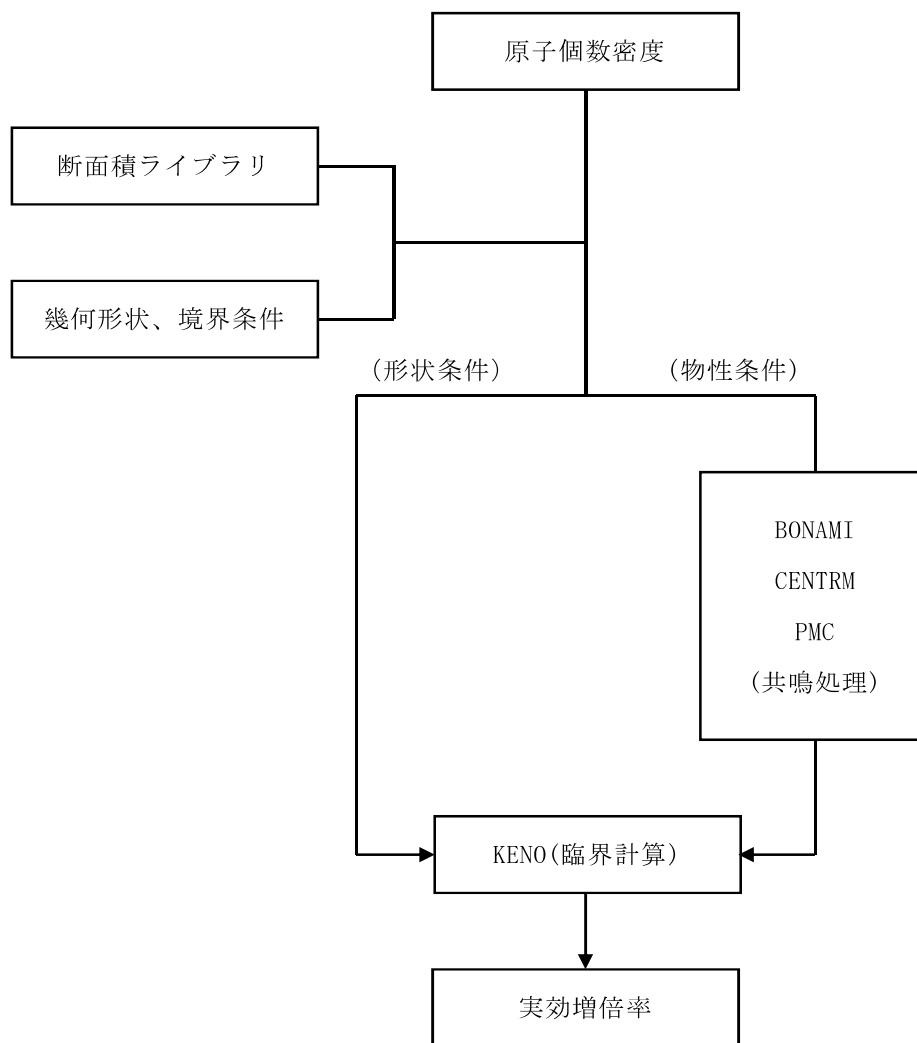 原子個数密度
断面積ライブラリ
幾何形状、境界条件
(形状条件)
(物性条件)
BONAMI
CENTRM
PMC
(共鳴処理)
KENO(臨界計算)
実効増倍率